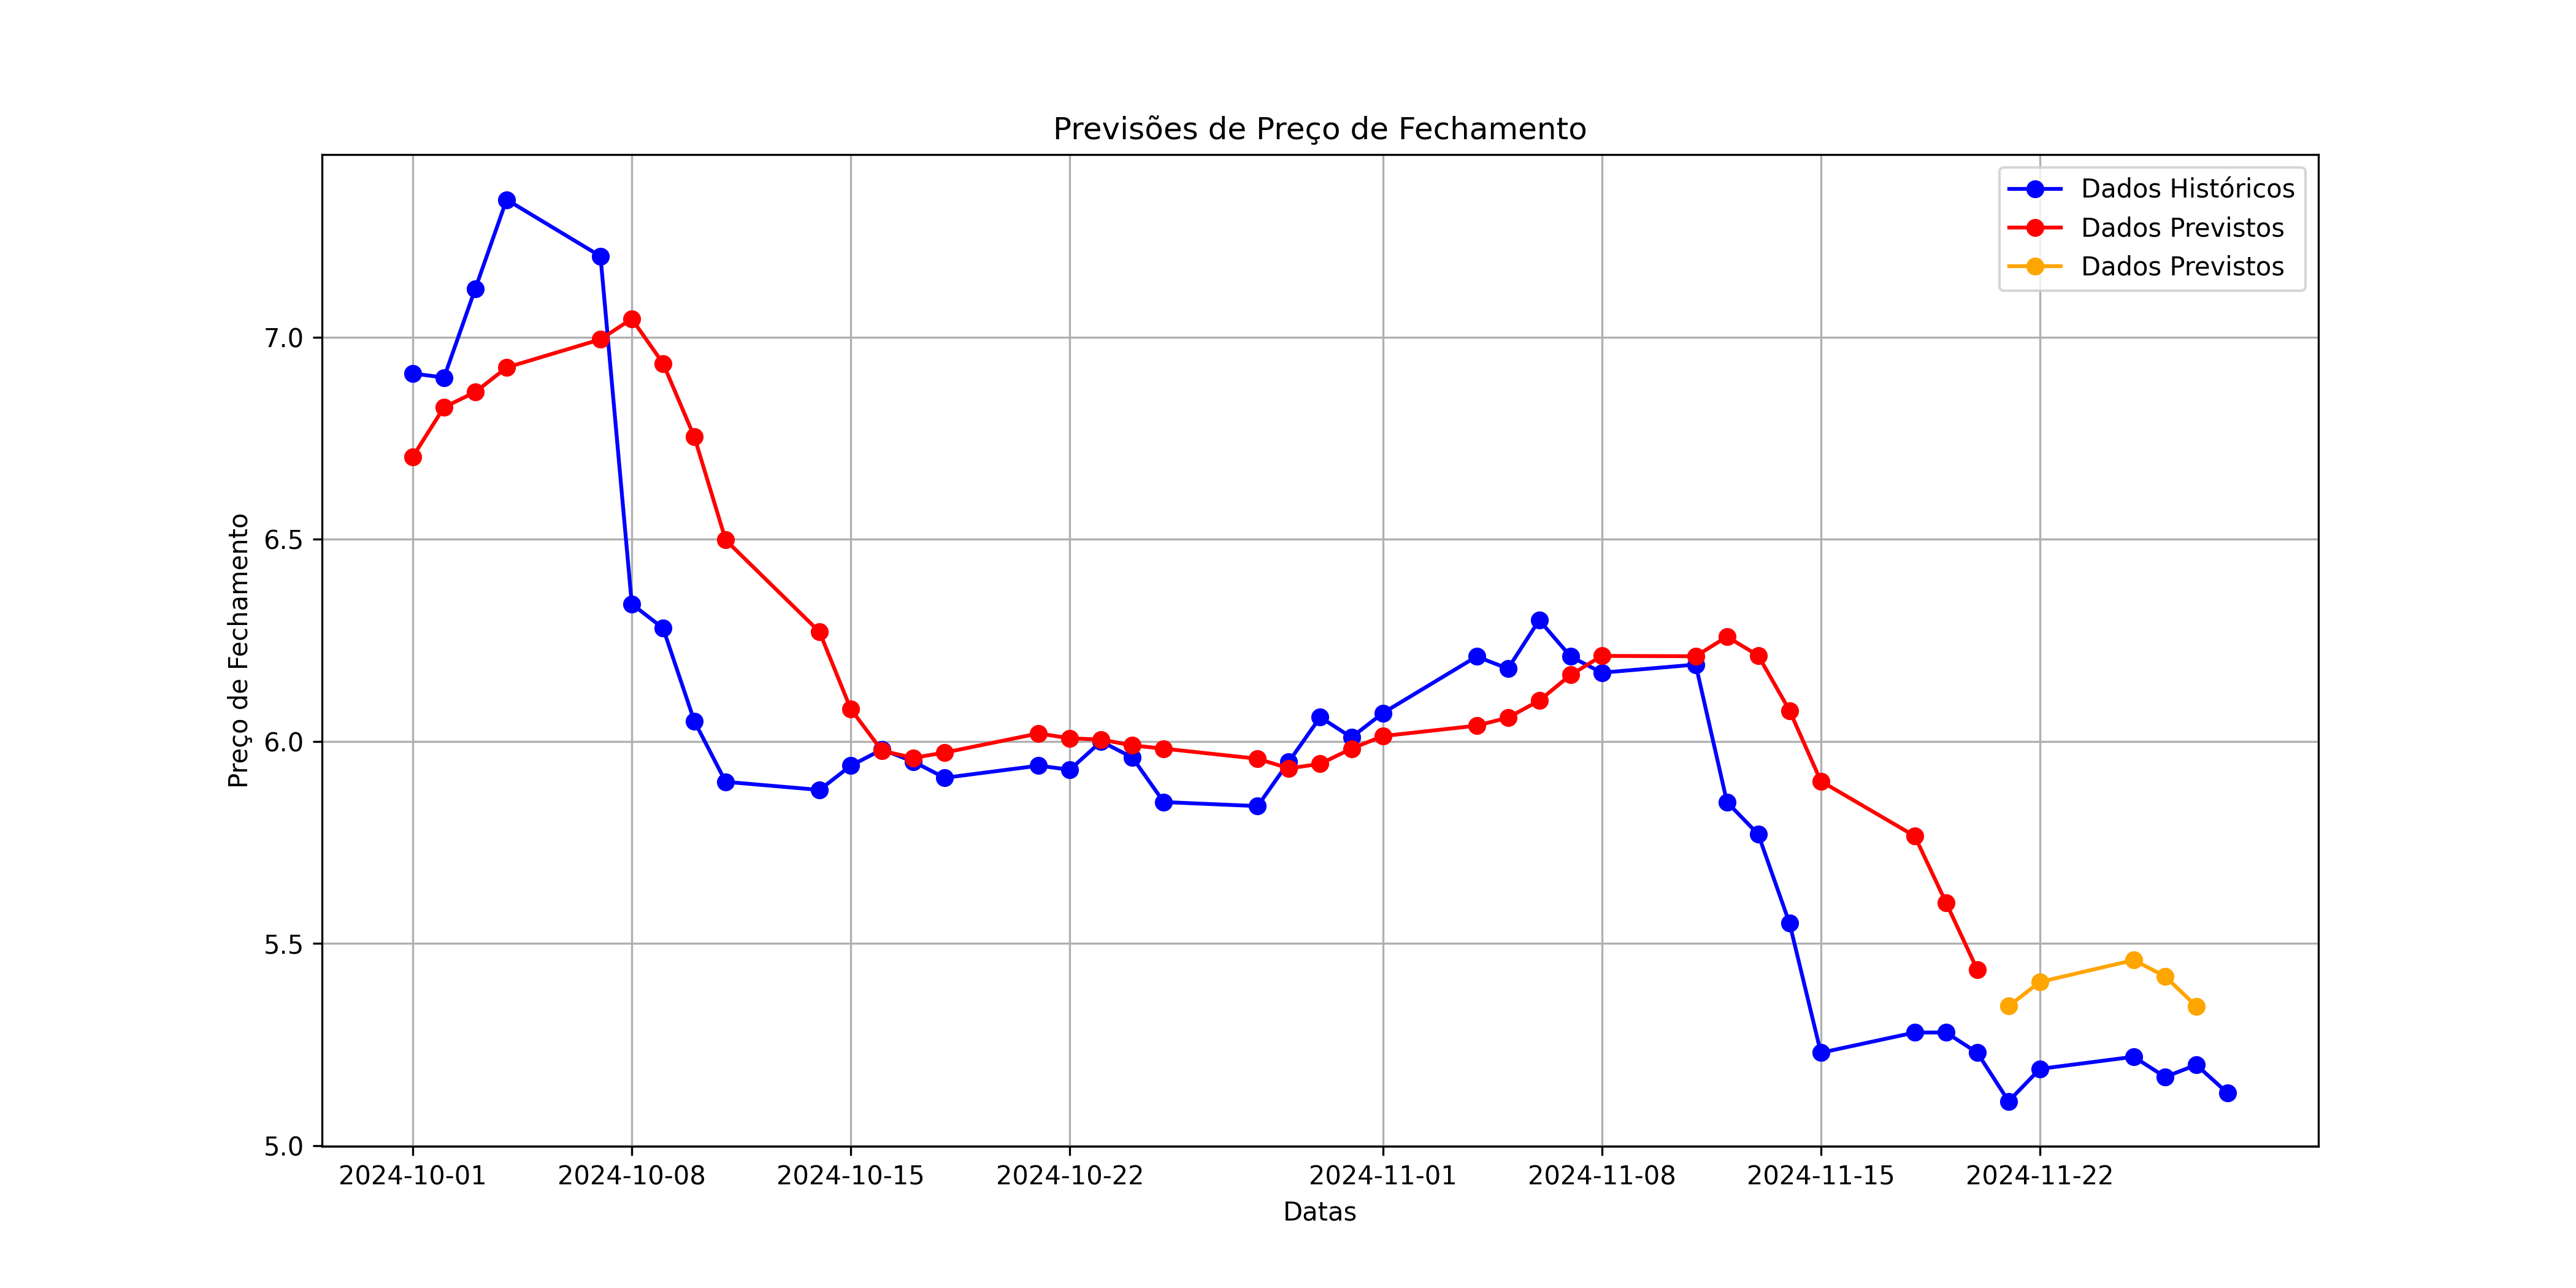 Previsões de Preço de Fechamento
Dados Históricos
Dados Previstos
Dados Previstos
Preço de Fechamento
7.0
6.5
6.0
5.5
5.0
2024-10-01
2024-10-08
2024-10-15
2024-10-22
2024-11-01
2024-11-08
2024-11-15
2024-11-22
Datas